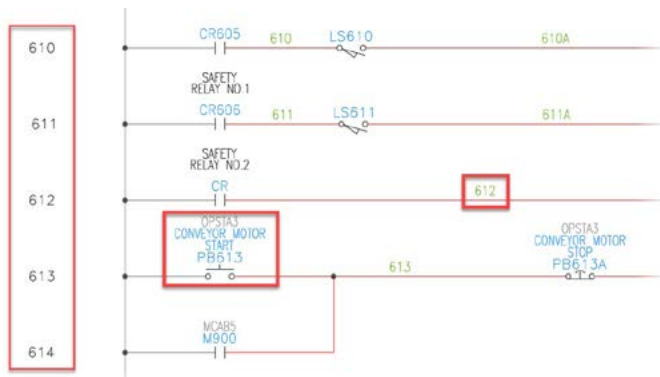 610
CR605
610
LS610
610A
SAFETY
RELAY NO.1
611
CR606
611
LS611
611A
SAFETY
RELAY NO.2
612
CR
612
OPSTA3
CONVEYOR MOTOR
START
PB613
613
613
OPSTA3
CONVEYOR MOTOR
STOP
PB613A
MCAB5
M900
614